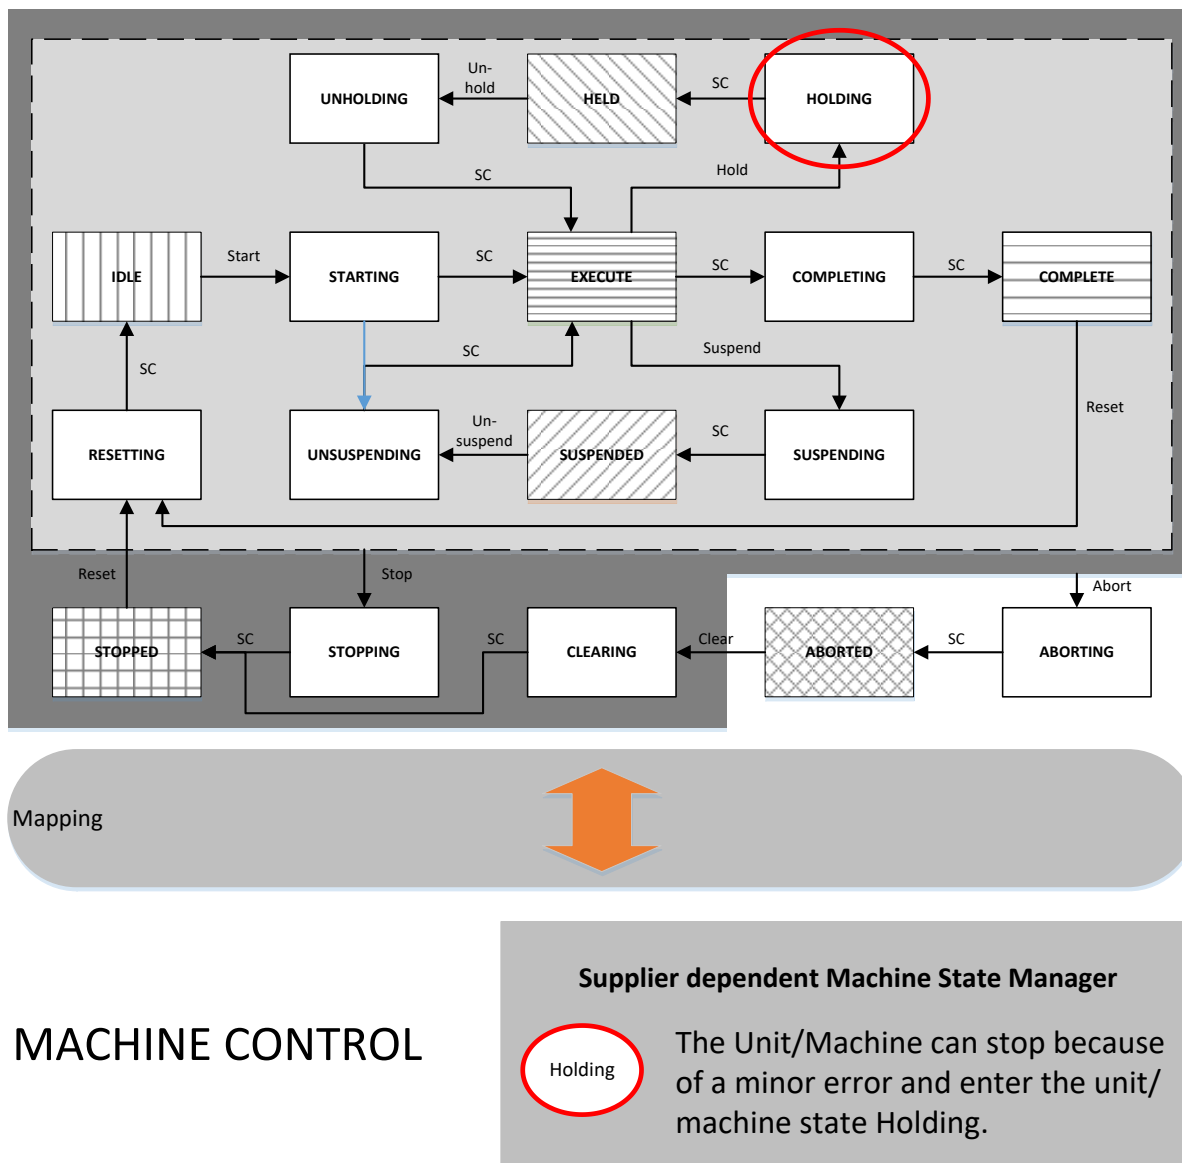 UNHOLDING
Un-
hold
HELD
SC
HOLDING
SC
Hold
IDLE
Start
STARTING
SC
EXECUTE
SC
COMPLETING
SC
COMPLETE
SC
SC
Suspend
Reset
RESETTING
UNSUSPENDING
Un-
suspend
SUSPENDED
SC
SUSPENDING
Reset
Stop
Abort
STOPPED
SC
STOPPING
SC
CLEARING
Clear
ABORTED
SC
ABORTING
Mapping
Supplier dependent Machine State Manager
MACHINE CONTROL
Holding
The Unit/Machine can stop because
of a minor error and enter the unit/
machine state Holding.